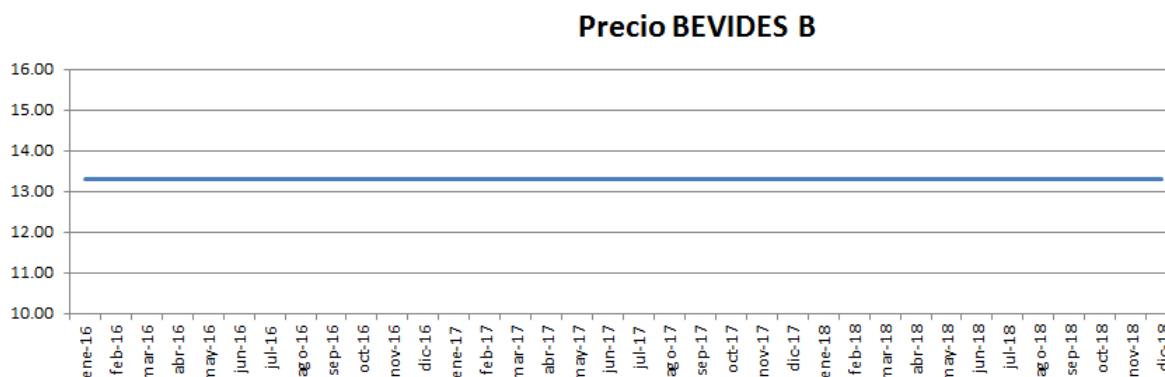 Precio BEVIDES B
16.00
15.00
14.00
13.00
12.00
11.00
10.00
ene-16
feb-16
mar-16
abr-16
may-16
jun-16
jul-16
ago-16
sep-16
oct-16
nov-16
dic-16
ene-17
feb-17
mar-17
abr-17
may-17
jun-17
jul-17
ago-17
sep-17
oct-17
nov-17
dic-17
ene-18
feb-18
mar-18
abr-18
may-18
jun-18
jul-18
ago-18
sep-18
oct-18
nov-18
dic-18